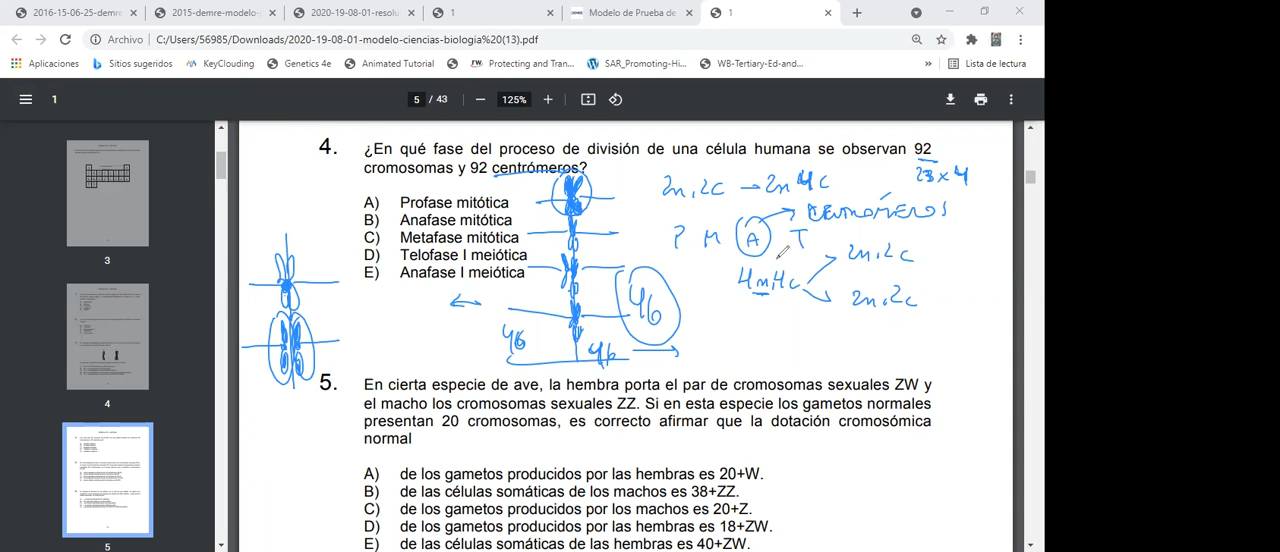 2016-15-06-25-demre-
2015-demre-modelo-
2020-19-08-01-resolu
1
Modelo de Prueba de
1
Archivo
C:/Users/56985/Downloads/2020-19-08-01-modelo-ciencias-biologia%20(13).pdf
Aplicaciones
Sitios sugeridos
KeyClouding
Genetics 4e
Animated Tutorial
Protecting and Tran...
SAR_Promoting-Hi...
WB-Tertiary-Ed-and...
»
Lista de lectura
1
5 / 43
125%
3
4
5
4. ¿En qué fase del proceso de división de una célula humana se observan 92
cromosomas y 92 centrómeros?
A) Profase mitótica
B) Anafase mitótica
C) Metafase mitótica
D) Telofase I meiótica
E) Anafase I meiótica
23 x 4
2n, 2c → 2n 4c
CENTRÓMEROS
P M A T
4n, 4c
2n, 2c
2n, 2c
46
46
46
5. En cierta especie de ave, la hembra porta el par de cromosomas sexuales ZW y
el macho los cromosomas sexuales ZZ. Si en esta especie los gametos normales
presentan 20 cromosomas, es correcto afirmar que la dotación cromosómica
normal
A) de los gametos producidos por las hembras es 20+W.
B) de las células somáticas de los machos es 38+ZZ.
C) de los gametos producidos por los machos es 20+Z.
D) de los gametos producidos por las hembras es 18+ZW.
E) de las células somáticas de las hembras es 40+ZW.